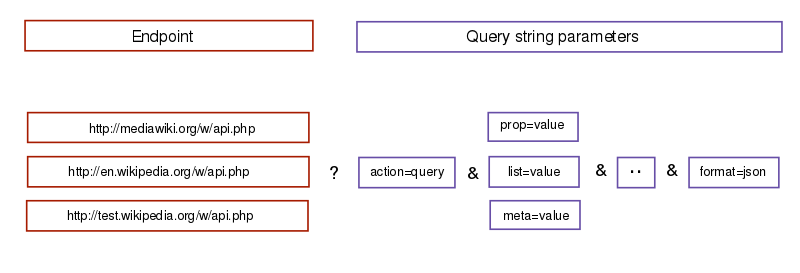 Endpoint Query string parameters
http://mediawiki.org/w/api.php prop=value
http://en.wikipedia.org/w/api.php ? action=query & list=value & .. & format=json
http://test.wikipedia.org/w/api.php meta=value